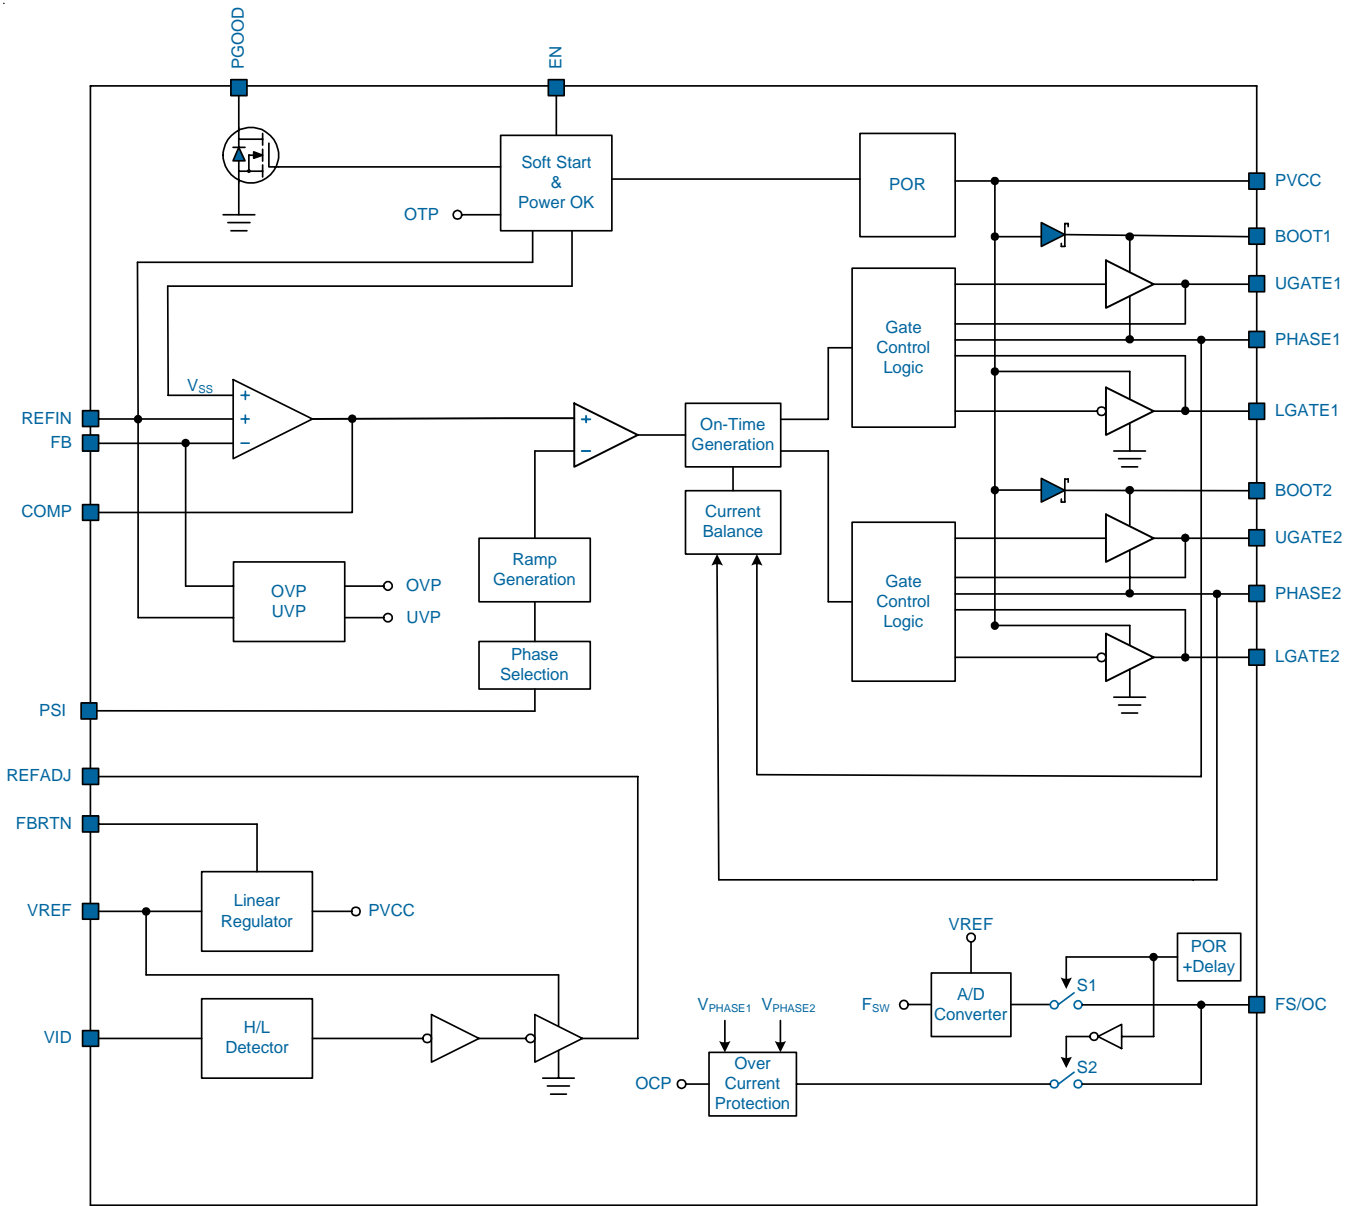 PGOOD
EN
Soft Start
&
Power OK
POR
PVCC
OTP
BOOT1
UGATE1
Gate
Control
Logic
PHASE1
VSS
+
REFIN
+
+
On-Time
Generation
LGATE1
FB
−
−
COMP
Current
Balance
BOOT2
UGATE2
Ramp
Generation
OVP
UVP
OVP
UVP
Gate
Control
Logic
PHASE2
Phase
Selection
LGATE2
PSI
REFADJ
FBRTN
VREF
Linear
Regulator
PVCC
VREF
POR
+Delay
S1
FSW
A/D
Converter
FS/OC
VPHASE1
VPHASE2
VID
H/L
Detector
S2
OCP
Over
Current
Protection